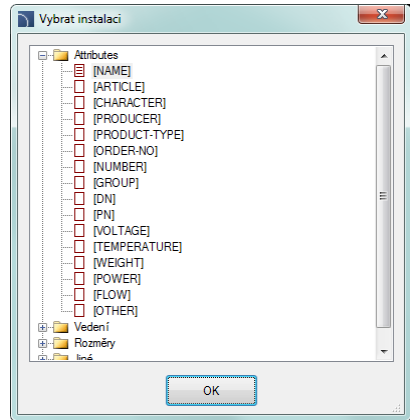 Vybrat instalaci
Attributes
[NAME]
[ARTICLE]
[CHARACTER]
[PRODUCER]
[PRODUCT-TYPE]
[ORDER-NO]
[NUMBER]
[GROUP]
[DN]
[PN]
[VOLTAGE]
[TEMPERATURE]
[WEIGHT]
[POWER]
[FLOW]
[OTHER]
Vedení
Rozměry
Jiné
OK